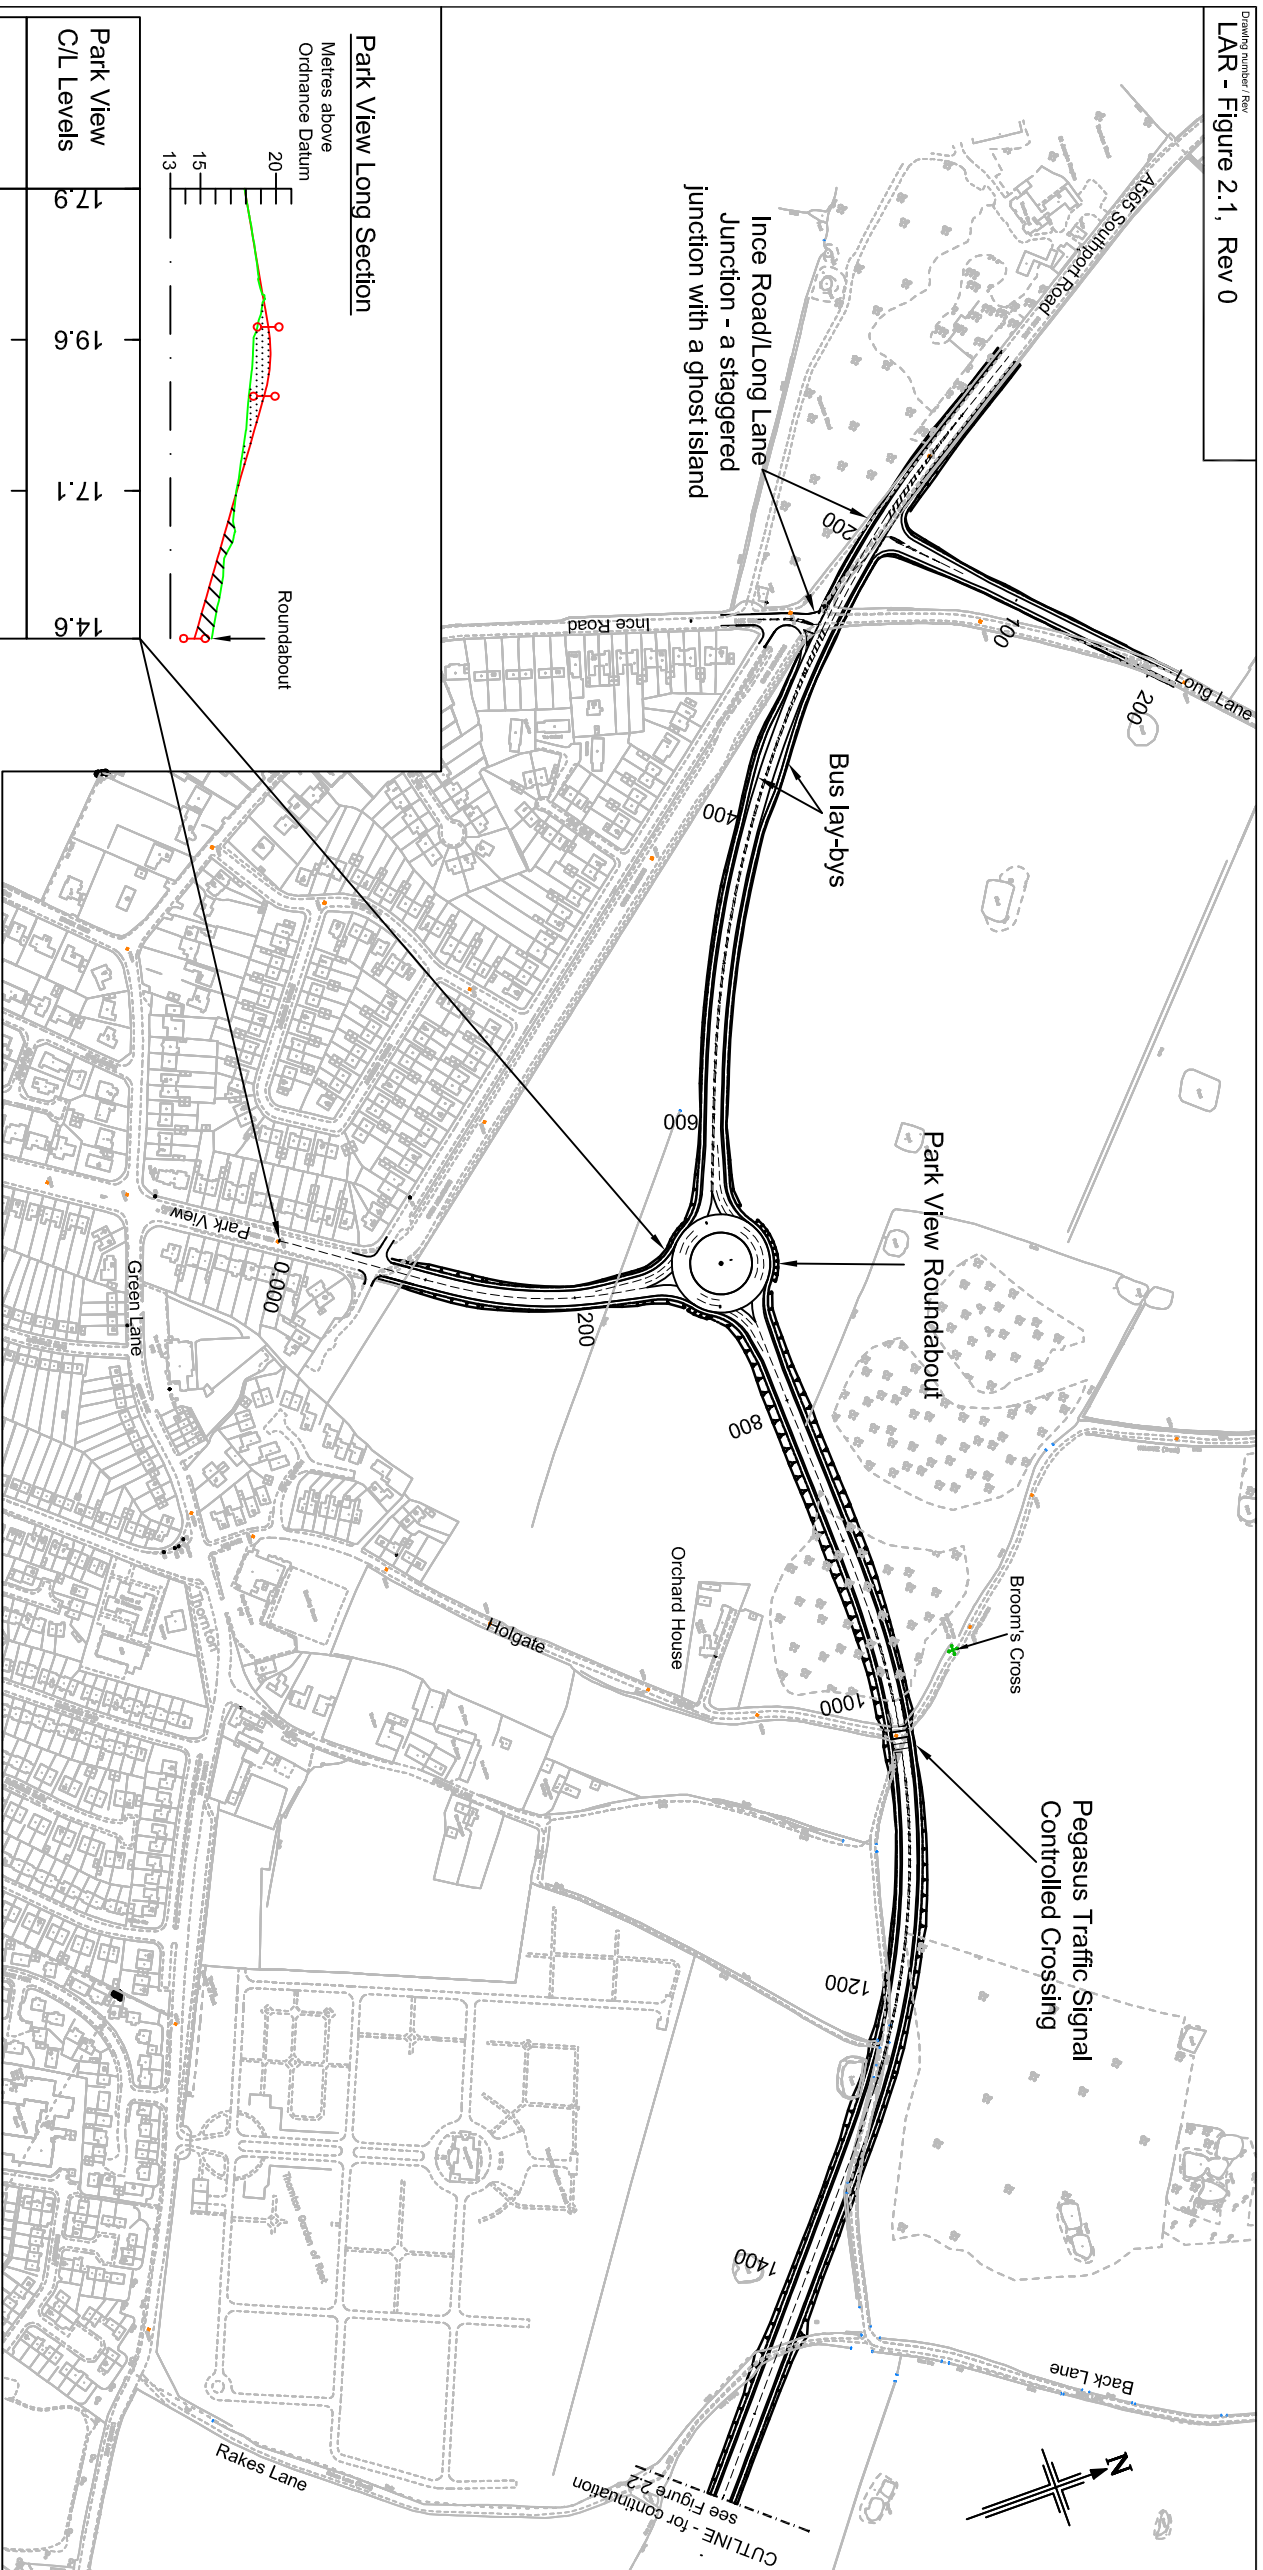 Drawing number / Rev
LAR - Figure 2.1, Rev 0
A565 Southport Road
Ince Road/Long Lane
Junction - a staggered
junction with a ghost island
200
100
Long Lane
200
Ince Road
Bus lay-bys
400
600
Park View Roundabout
800
Park View
0.000
200
Green Lane
Broom's Cross
Orchard House
Holgate
Thornton
1000
Pegasus Traffic Signal
Controlled Crossing
1200
1400
Thornton Garden of Rest
Back Lane
Rakes Lane
CUTLINE - for continuation
see Figure 2.2
N
Park View Long Section
Metres above
Ordnance Datum
20
15
13
Roundabout
Park View
C/L Levels
17.9
19.6
17.1
14.6